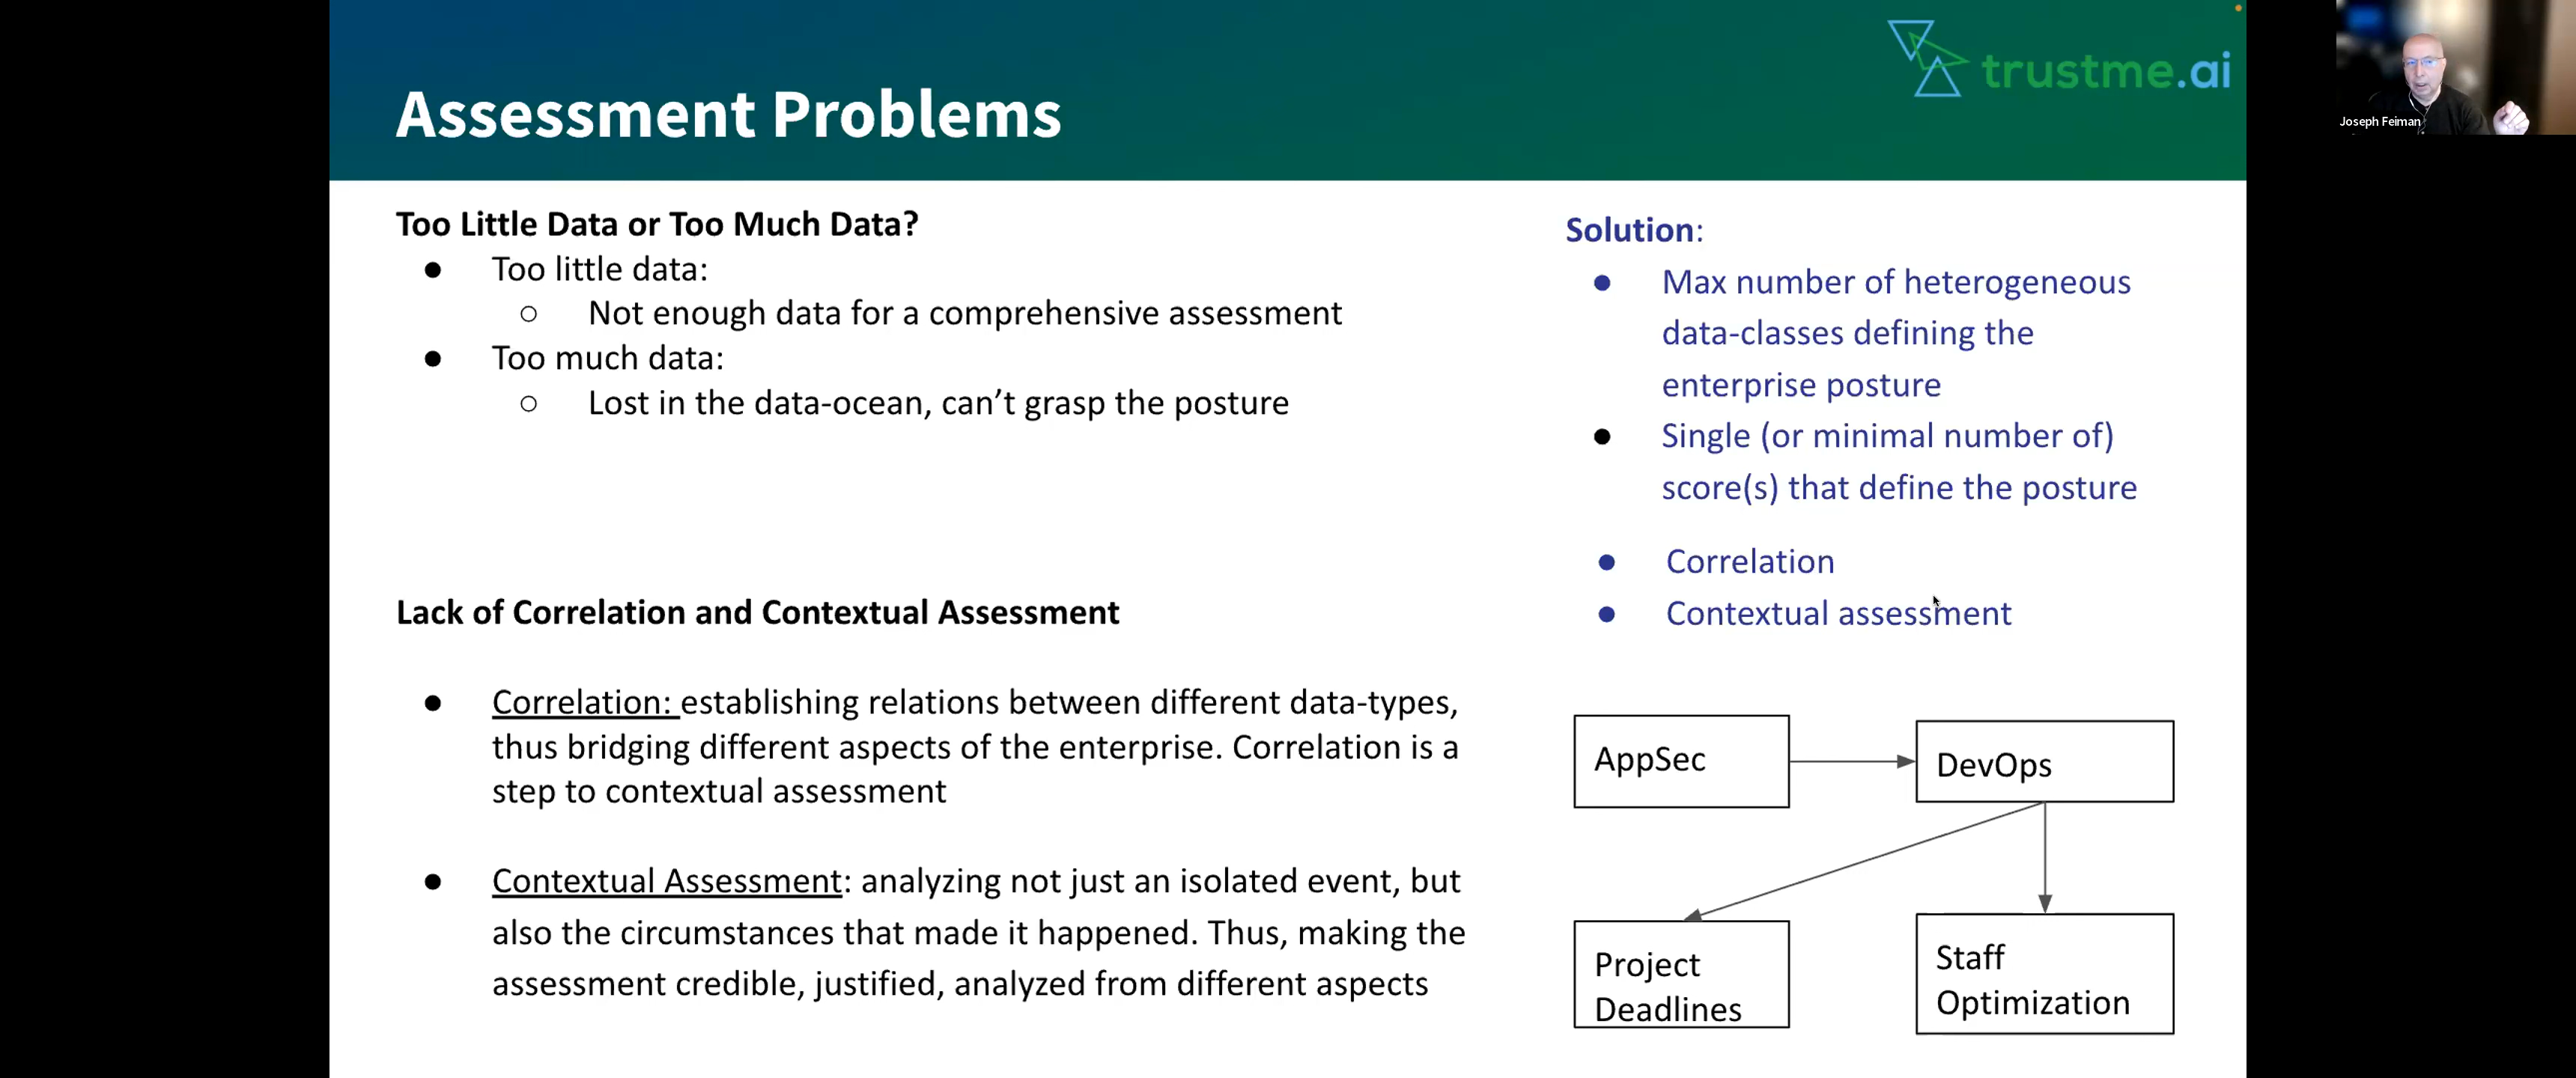 trustme.ai
Assessment Problems
Joseph Feiman
Too Little Data or Too Much Data?
● Too little data:
○ Not enough data for a comprehensive assessment
● Too much data:
○ Lost in the data-ocean, can’t grasp the posture
Lack of Correlation and Contextual Assessment
● Correlation: establishing relations between different data-types,
thus bridging different aspects of the enterprise. Correlation is a
step to contextual assessment
● Contextual Assessment: analyzing not just an isolated event, but
also the circumstances that made it happened. Thus, making the
assessment credible, justified, analyzed from different aspects
Solution:
● Max number of heterogeneous
data-classes defining the
enterprise posture
● Single (or minimal number of)
score(s) that define the posture
● Correlation
● Contextual assessment
AppSec
DevOps
Project
Deadlines
Staff
Optimization